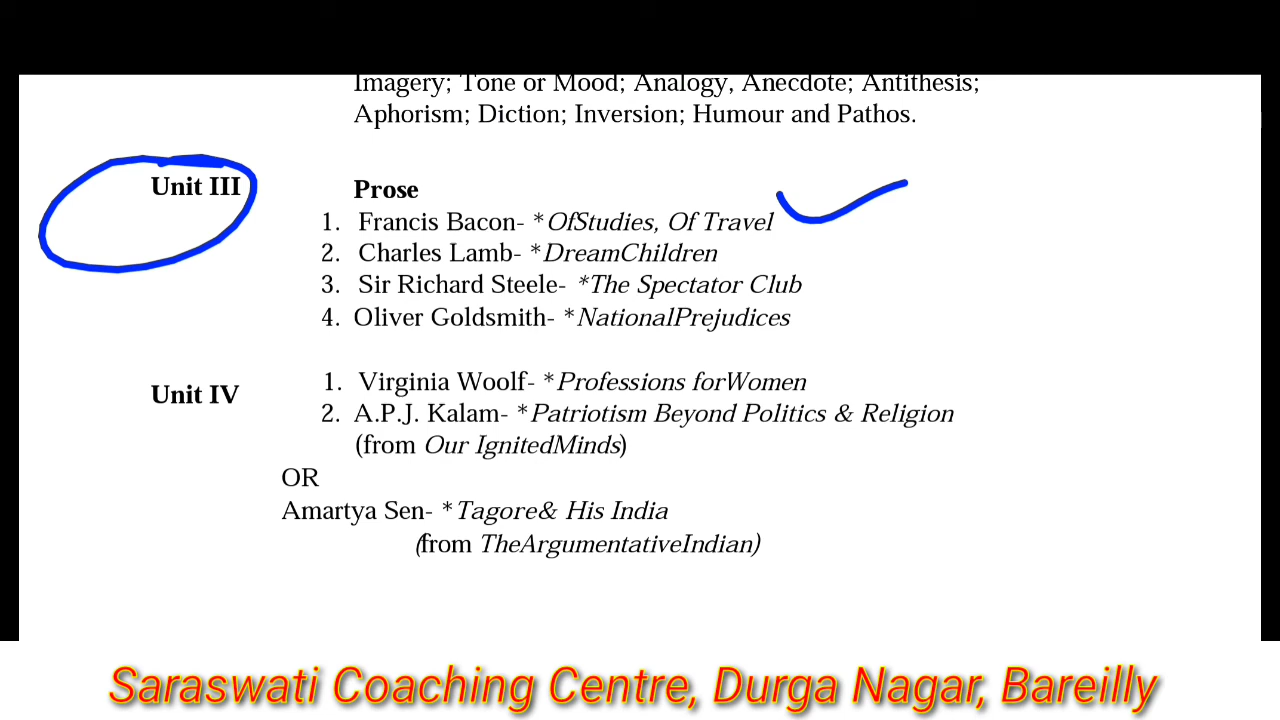 Imagery; Tone or Mood; Analogy, Anecdote; Antithesis;
Aphorism; Diction; Inversion; Humour and Pathos.
Unit III
Prose
1. Francis Bacon- *OfStudies, Of Travel
2. Charles Lamb- *DreamChildren
3. Sir Richard Steele- *The Spectator Club
4. Oliver Goldsmith- *NationalPrejudices
Unit IV
1. Virginia Woolf- *Professions forWomen
2. A.P.J. Kalam- *Patriotism Beyond Politics & Religion
(from Our IgnitedMinds)
OR
Amartya Sen- *Tagore& His India
(from TheArgumentativeIndian)
Saraswati Coaching Centre, Durga Nagar, Bareilly